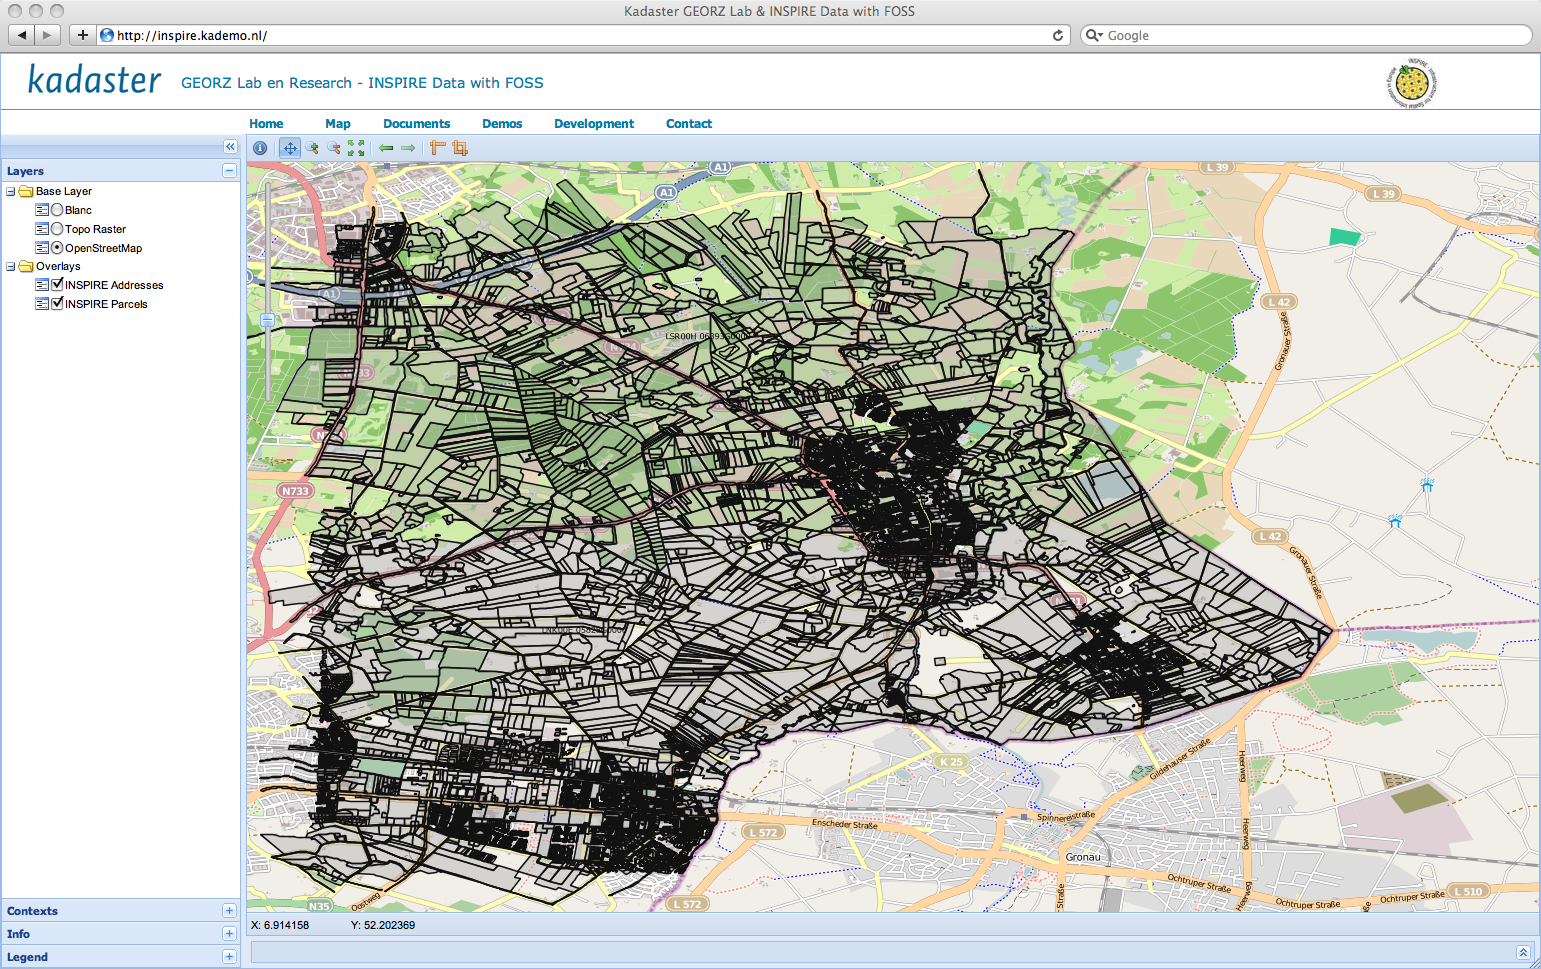 Kadaster GEORZ Lab & INSPIRE Data with FOSS
http://inspire.kademo.nl/
Google
kadaster
GEORZ Lab en Research - INSPIRE Data with FOSS
Home Map Documents Demos Development Contact
Layers
Base Layer
Blanc
Topo Raster
OpenStreetMap
Overlays
INSPIRE Addresses
INSPIRE Parcels
Contexts
Info
Legend
A1
A1
L 39
L 39
L 42
Gronauer Straße
N733
L 42
Gronauer Straße
K 25
Gildehauser Straße
Heerweg
L 572
Enscheder Straße
Spinnereistraße
Gronau
Heerweg
Ochtruper Straße
Ochtruper Straße
Ochtruper Straße
L 510
N35
Oostweg
L 572
X: 6.914158 Y: 52.202369